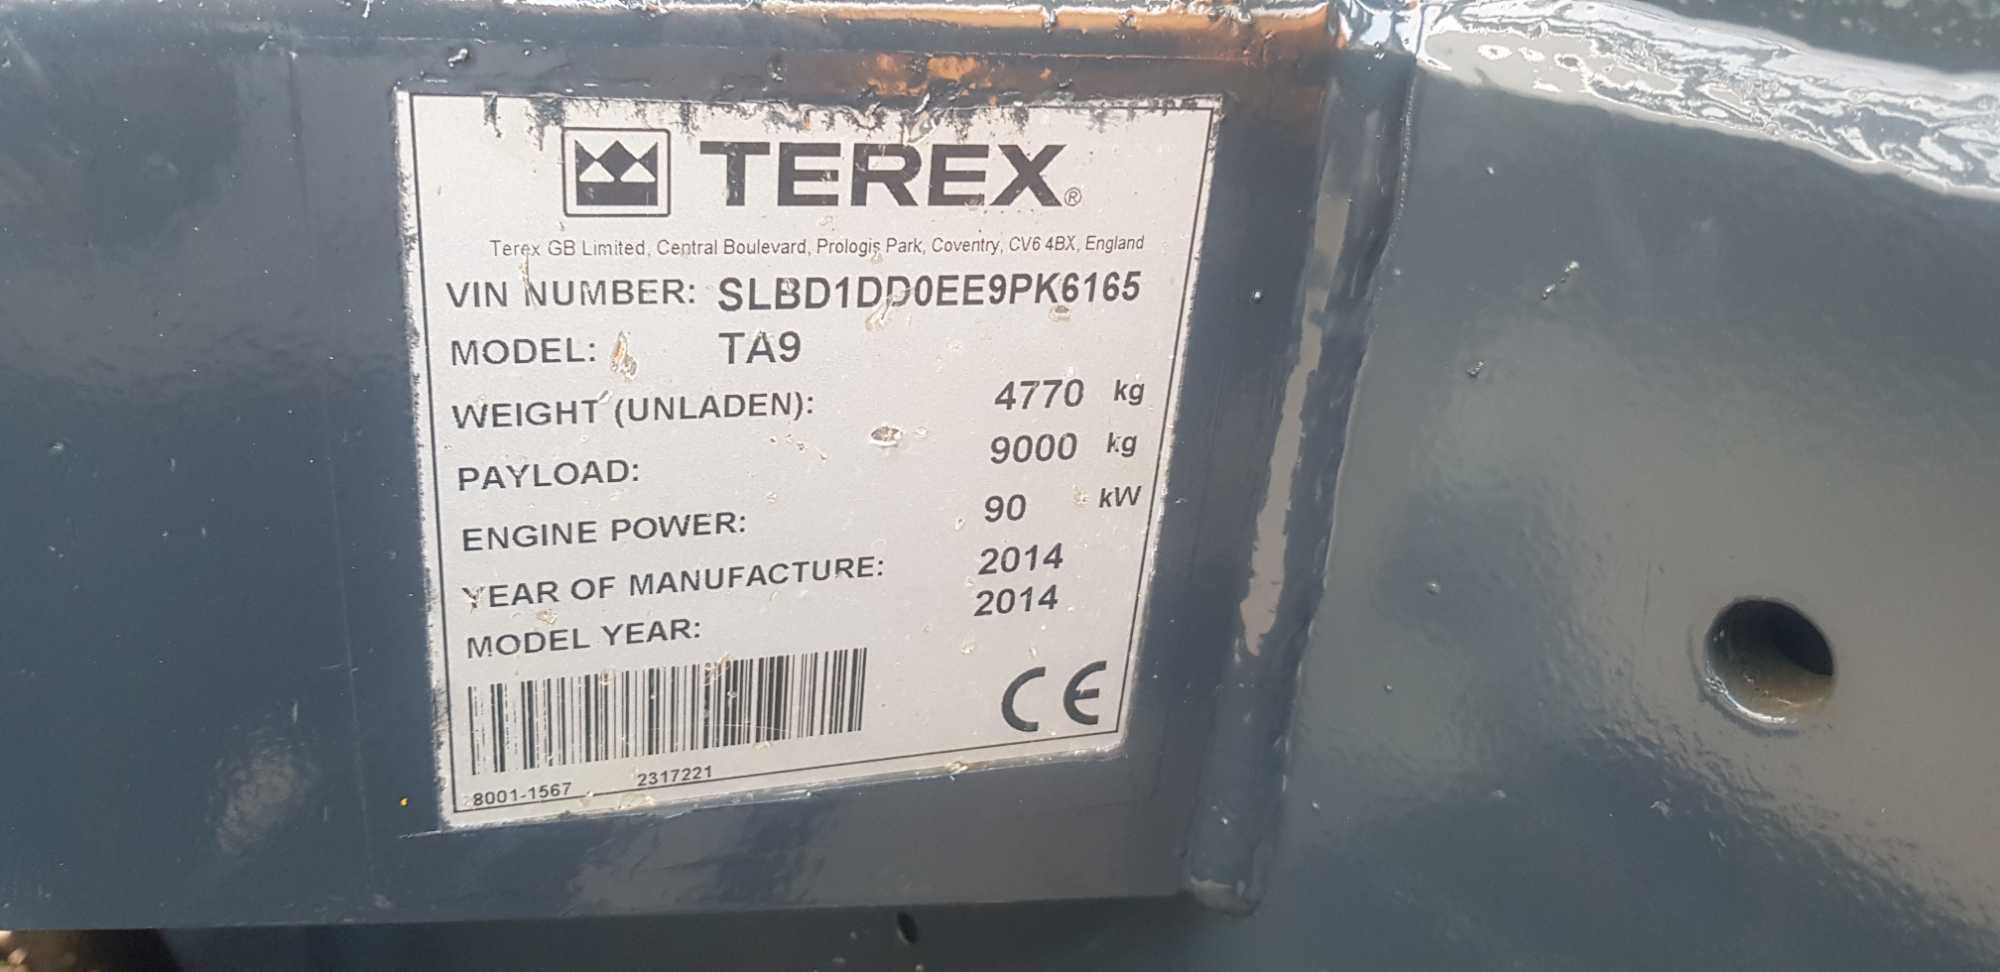 TEREX®
Terex GB Limited, Central Boulevard, Prologis Park, Coventry, CV6 4BX, England
VIN NUMBER: SLBD1DD0EE9PK6165
MODEL: TA9
WEIGHT (UNLADEN): 4770 kg
PAYLOAD: 9000 kg
ENGINE POWER: 90 kW
YEAR OF MANUFACTURE: 2014
MODEL YEAR: 2014
CE
8001-1567 2317221